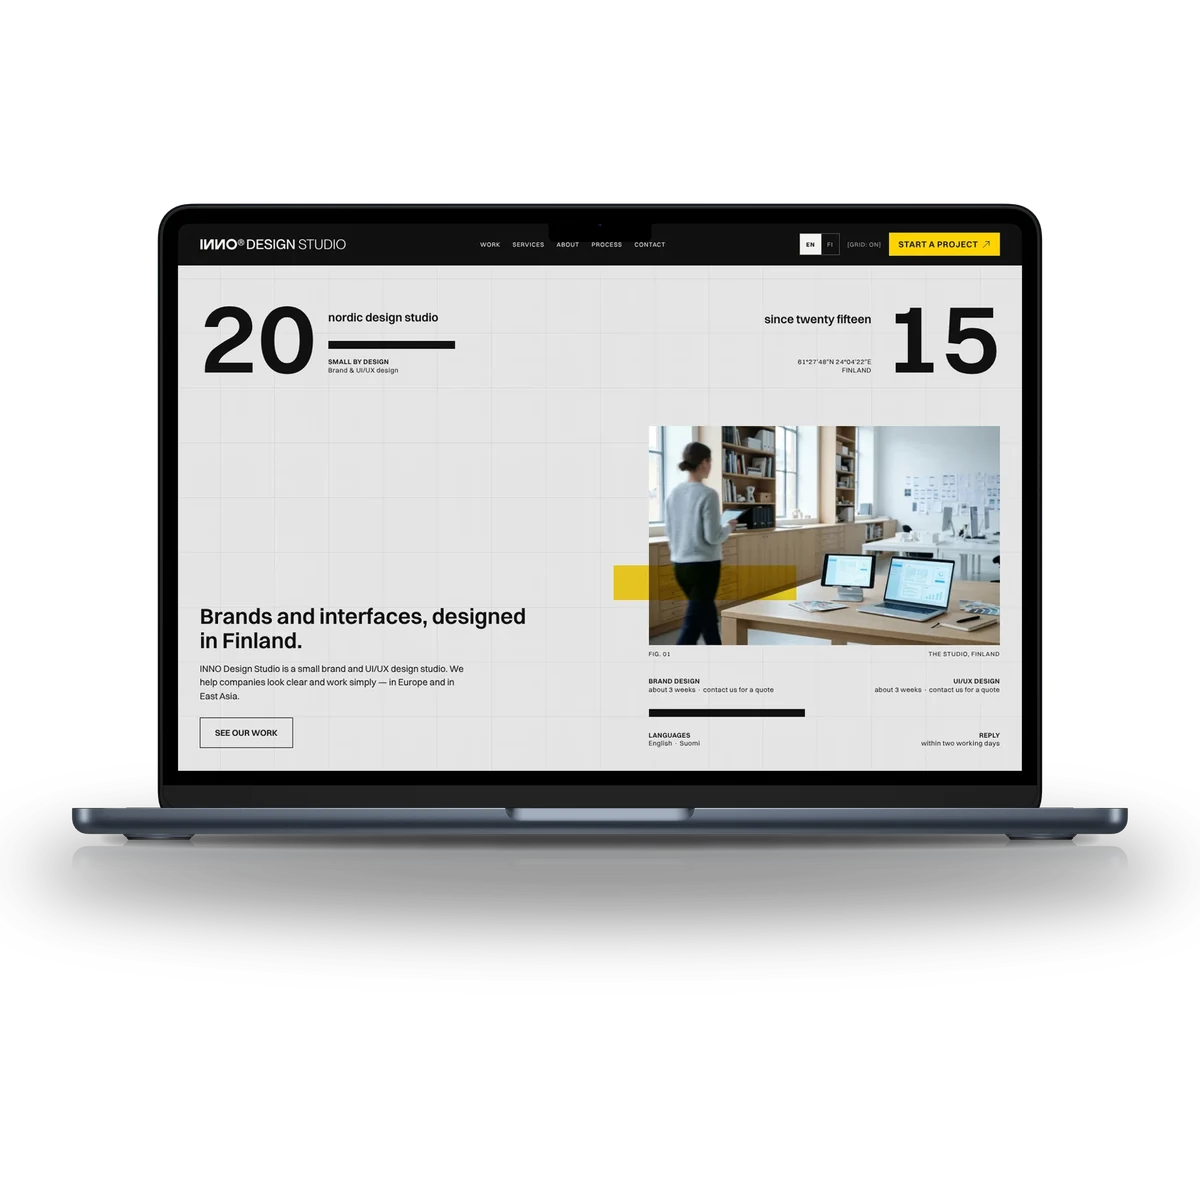 INNO® DESIGN STUDIO
WORK SERVICES ABOUT PROCESS CONTACT
EN FI [GRID: ON] START A PROJECT ↗
20
nordic design studio
SMALL BY DESIGN
Brand & UI/UX design
since twenty fifteen
61°27'48"N 24°04'22"E
FINLAND
15
Brands and interfaces, designed
in Finland.
INNO Design Studio is a small brand and UI/UX design studio. We
help companies look clear and work simply — in Europe and in
East Asia.
SEE OUR WORK
FIG. 01
THE STUDIO, FINLAND
BRAND DESIGN
about 3 weeks · contact us for a quote
UI/UX DESIGN
about 3 weeks · contact us for a quote
LANGUAGES
English · Suomi
REPLY
within two working days